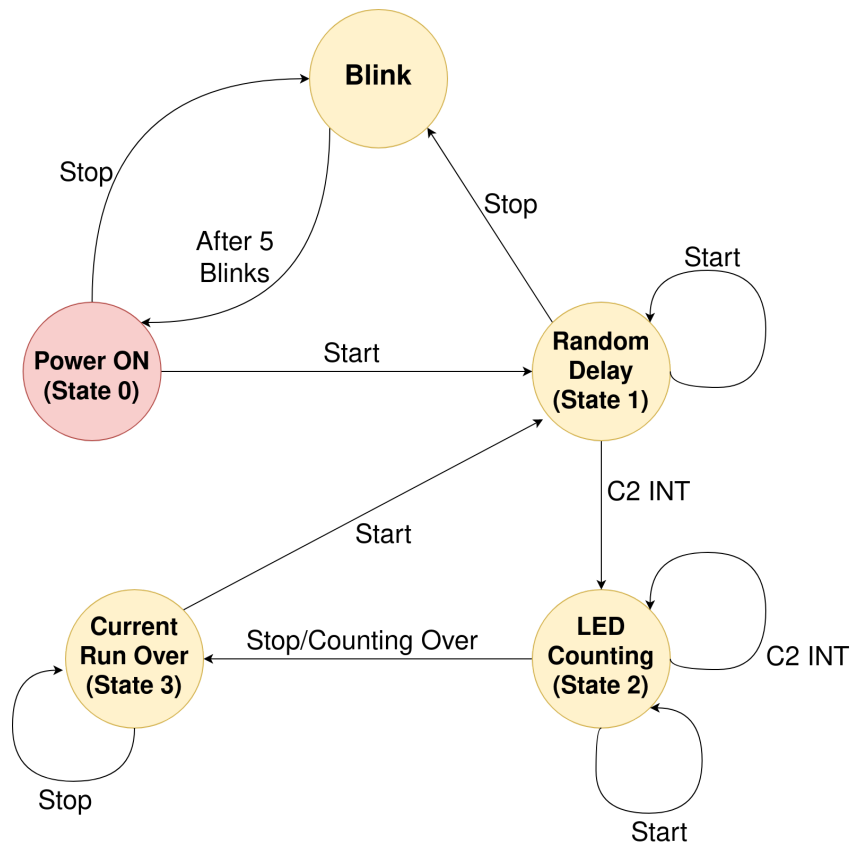 Blink
Stop
Stop
After 5
Blinks
Start
Power ON
(State 0)
Start
Random
Delay
(State 1)
C2 INT
Start
Current
Run Over
(State 3)
Stop/Counting Over
LED
Counting
(State 2)
C2 INT
Stop
Start